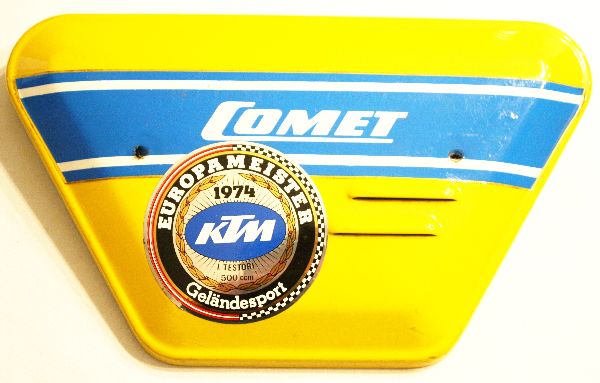 COMET
EUROPAMEISTER
1974
KTM
I. TESTORI
500 ccm
Geländesport